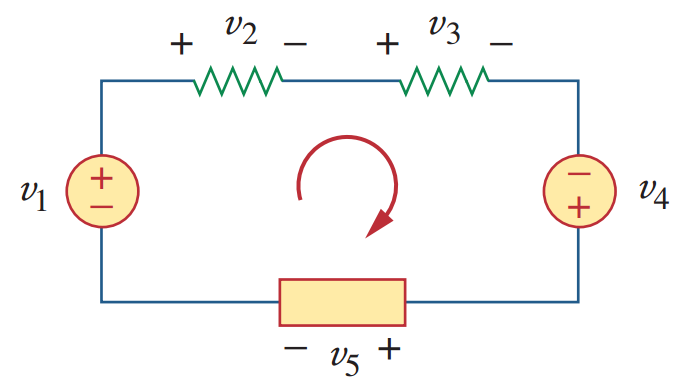 + v2 − + v3 −
v1 + − − + v4
− v5 +